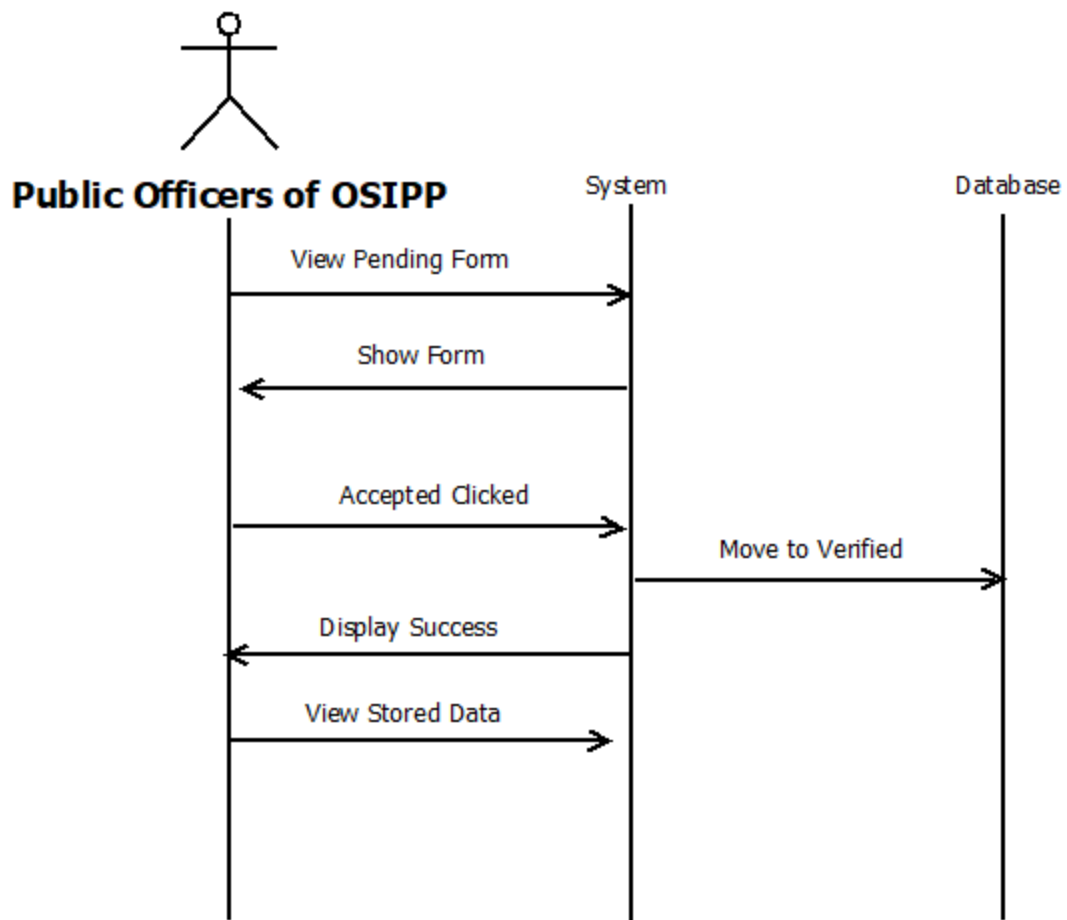 Public Officers of OSIPP
System
Database
View Pending Form
Show Form
Accepted Clicked
Move to Verified
Display Success
View Stored Data